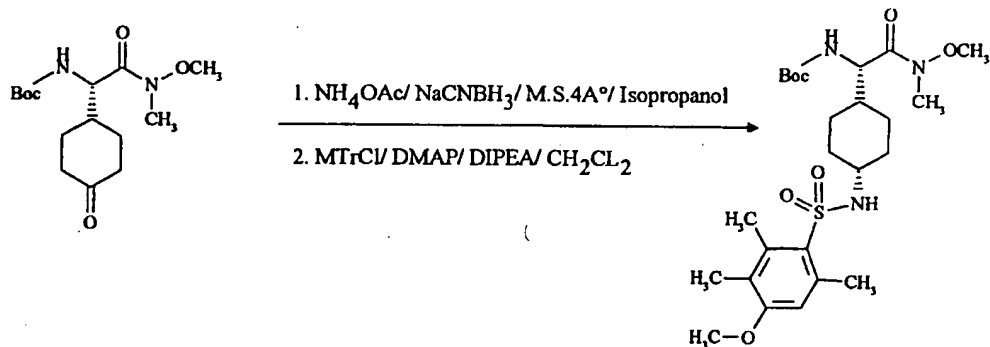 H
N
Boc
O
N
OCH3
CH3
O
1. NH4OAc/ NaCNBH3/ M.S.4A°/ Isopropanol
2. MTrCl/ DMAP/ DIPEA/ CH2CL2
H
N
Boc
O
N
OCH3
CH3
O
O
S
NH
H3C
H3C
CH3
H3C
O